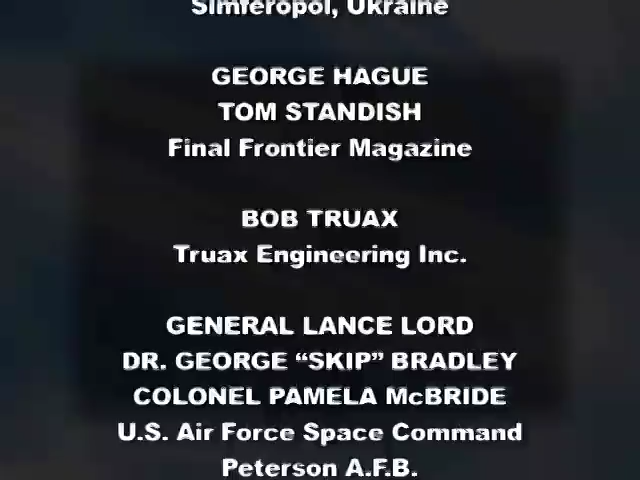 Simferopol, Ukraine
GEORGE HAGUE
TOM STANDISH
Final Frontier Magazine
BOB TRUAX
Truax Engineering Inc.
GENERAL LANCE LORD
DR. GEORGE “SKIP” BRADLEY
COLONEL PAMELA McBRIDE
U.S. Air Force Space Command
Peterson A.F.B.